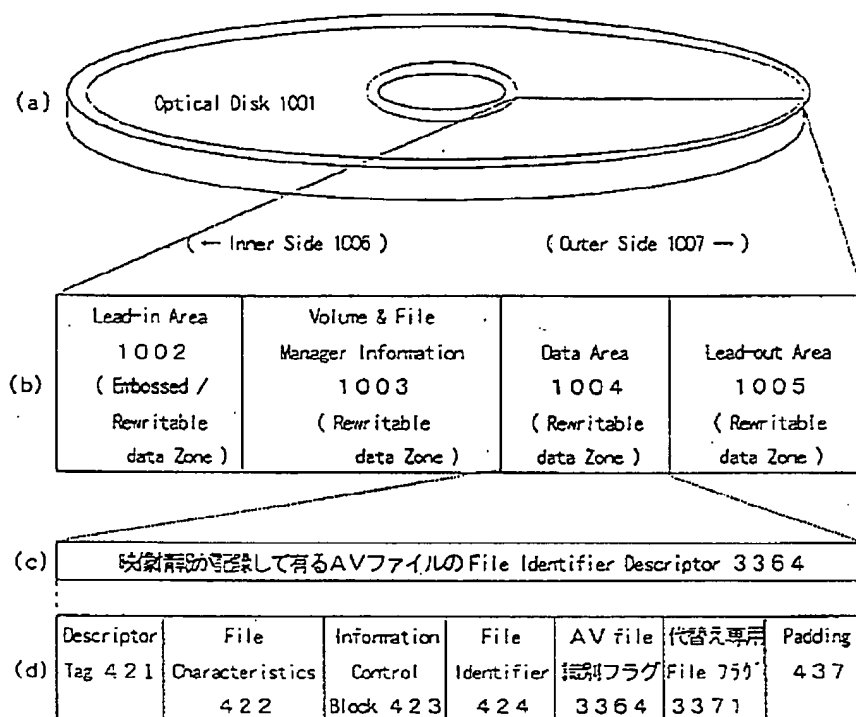 (a)
Optical Disk 1001
(← Inner Side 1006 )
(Outer Side 1007 →)
(b)
Lead-in Area
1002
( Embossed /
Rewritable
data Zone )
Volume & File
Manager Information
1003
( Rewritable
data Zone )
Data Area
1004
( Rewritable
data Zone )
Lead-out Area
1005
( Rewritable
data Zone )
(c)
映像情報が記録して有るAVファイルのFile Identifier Descriptor 3364
(d)
Descriptor
Tag 421
File
Characteristics
422
Information
Control
Block 423
File
Identifier
424
AV file
識別フラグ
3364
代替え専用
File フラグ
3371
Padding
437